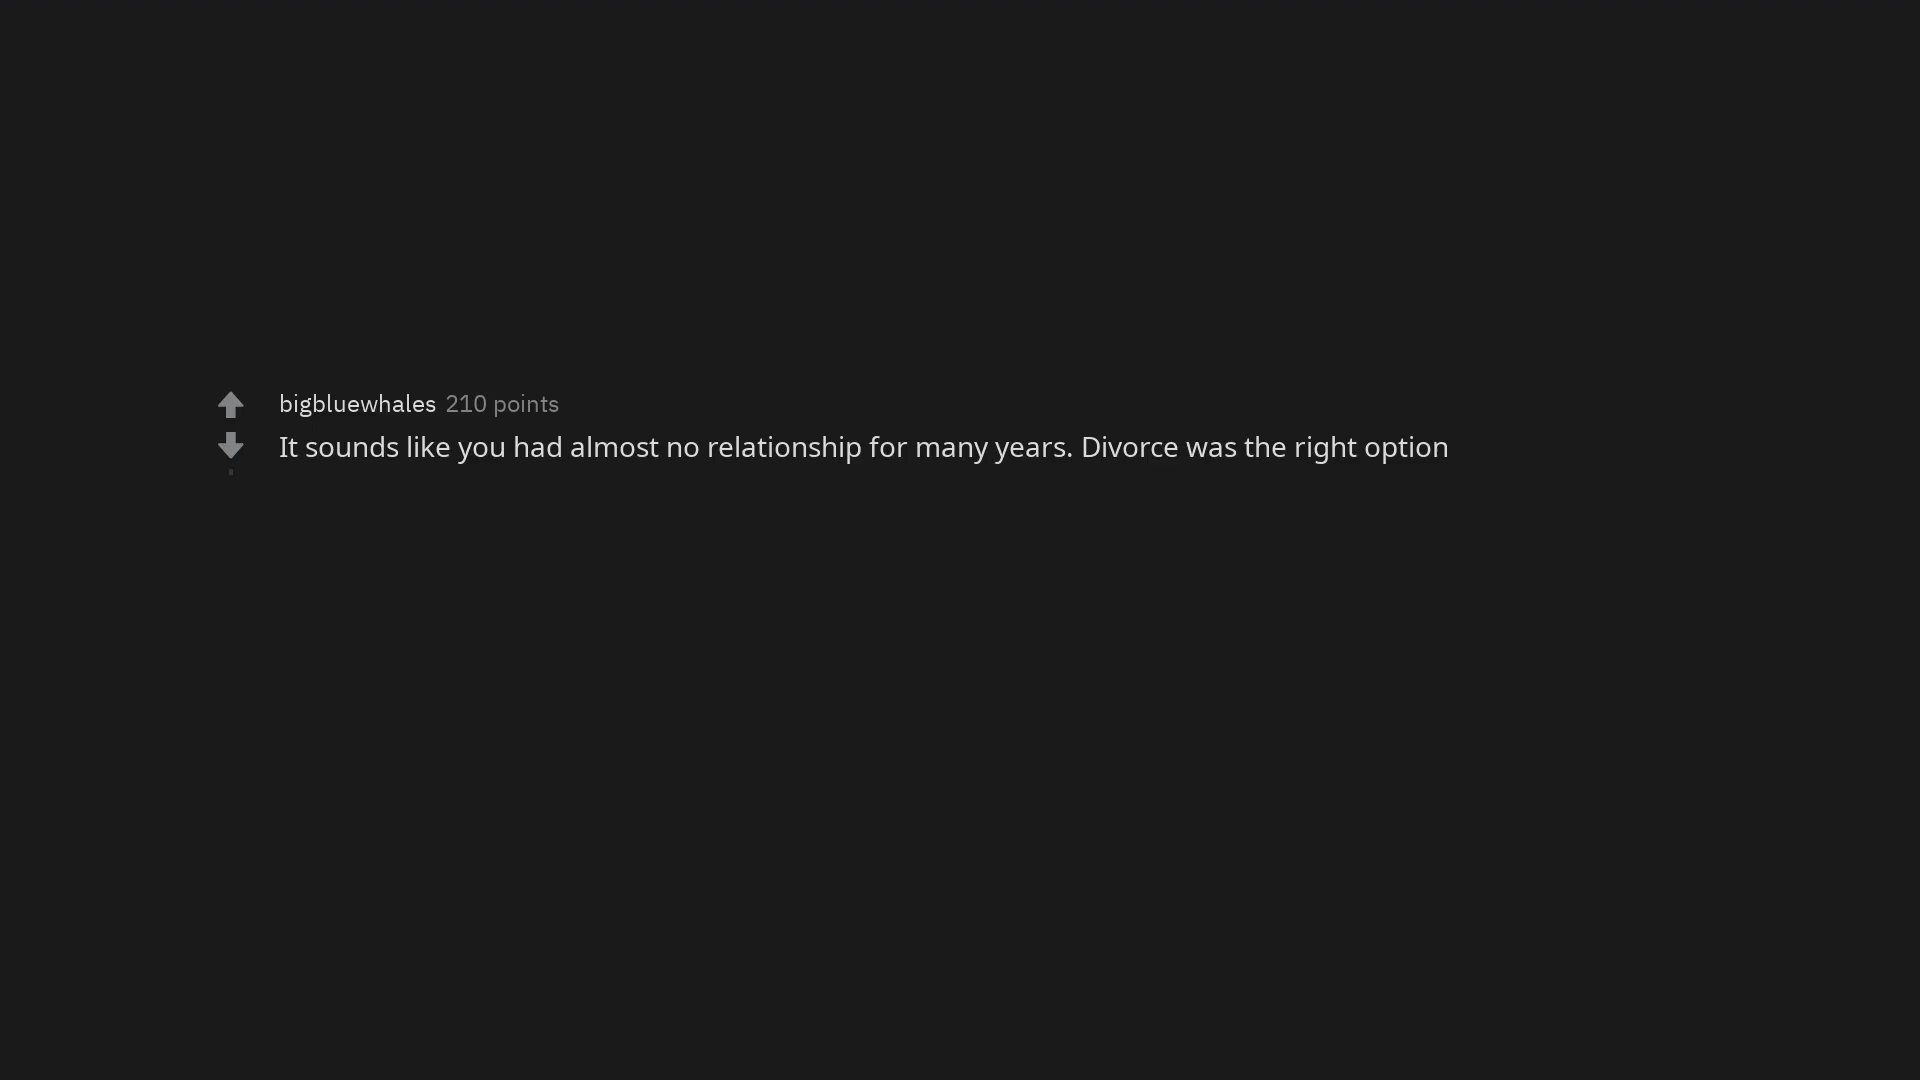 bigbluewhales 210 points
It sounds like you had almost no relationship for many years. Divorce was the right option